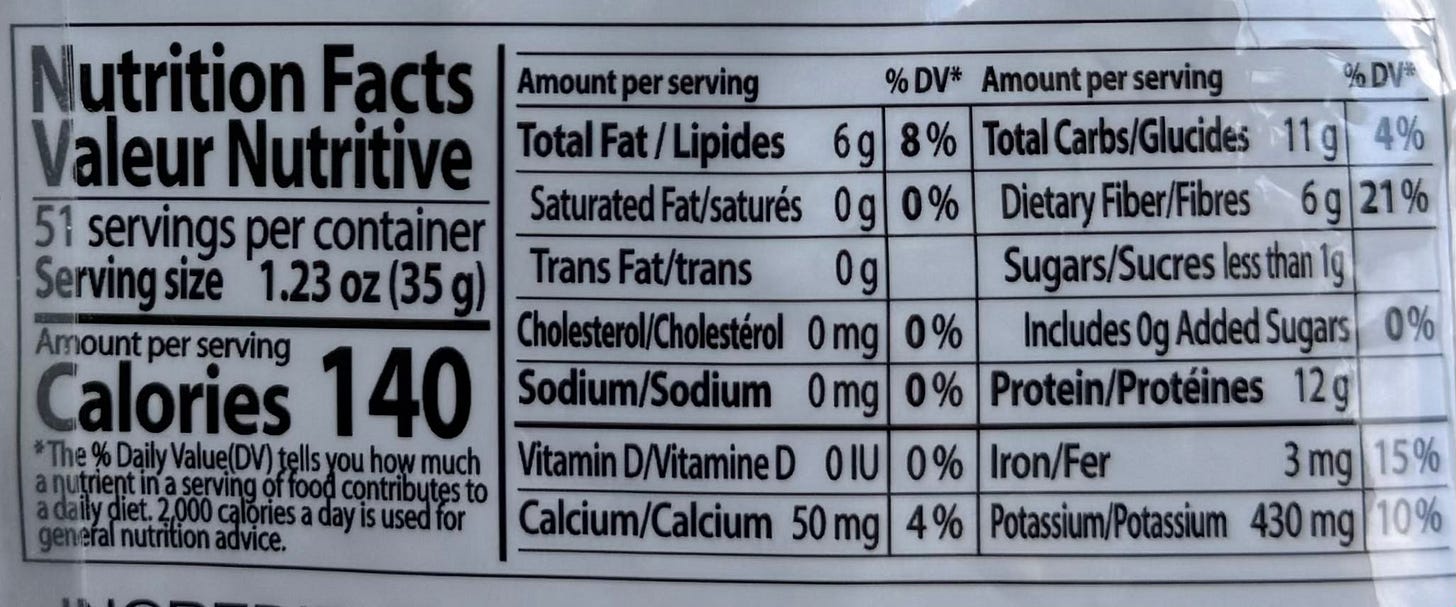 Nutrition Facts
Valeur Nutritive
51 servings per container
Serving size 1.23 oz (35 g)
Amount per serving
Calories 140
*The % Daily Value(DV) tells you how much
a nutrient in a serving of food contributes to
a daily diet. 2,000 calories a day is used for
general nutrition advice.
Amount per serving % DV*
Total Fat / Lipides 6 g 8%
Saturated Fat/saturés 0 g 0%
Trans Fat/trans 0 g
Cholesterol/Cholestérol 0 mg 0%
Sodium/Sodium 0 mg 0%
Vitamin D/Vitamine D 0 IU 0%
Calcium/Calcium 50 mg 4%
Amount per serving % DV*
Total Carbs/Glucides 11 g 4%
Dietary Fiber/Fibres 6 g 21%
Sugars/Sucres less than 1g
Includes 0g Added Sugars 0%
Protein/Protéines 12 g
Iron/Fer 3 mg 15%
Potassium/Potassium 430 mg 10%